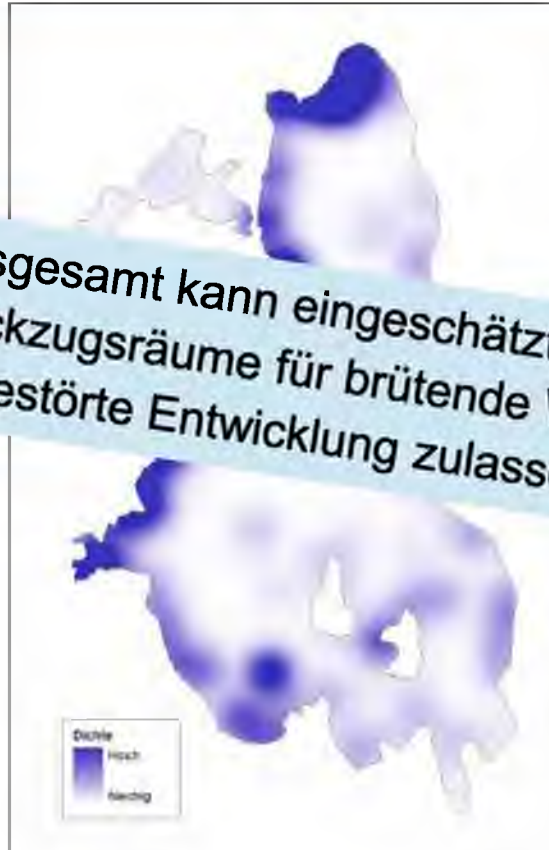 sgesamt kann eingeschätzt
ckzugsräume für brütende
estörte Entwicklung zulass
Dichte
Hoch
Niedrig